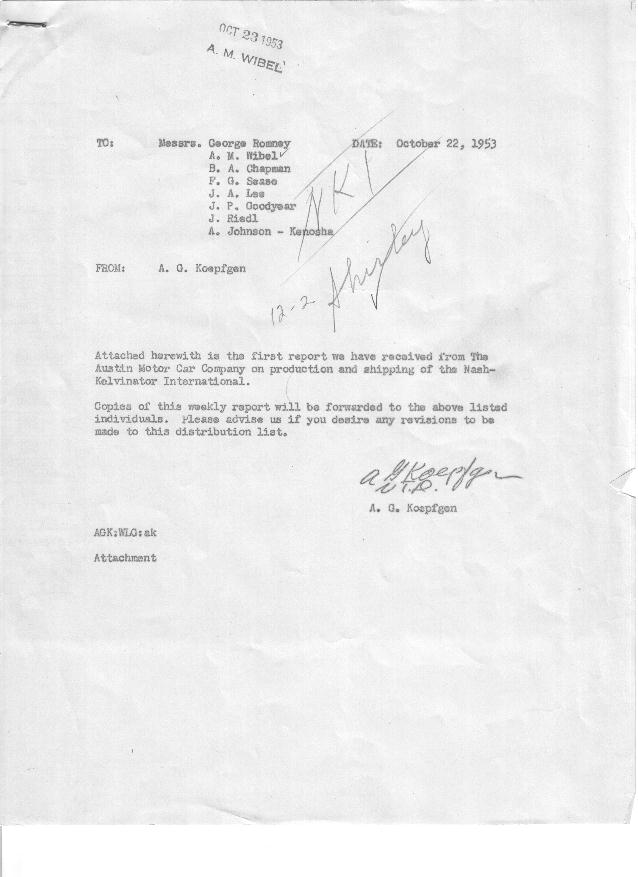 OCT 23 1953
A. M. WIBEL
TO: Messrs. George Romney DATE: October 22, 1953
A. M. Wibel
B. A. Chapman
F. G. Sease
J. A. Lee
J. P. Goodyear
J. Riedl
A. Johnson - Kenosha
NKI
FROM: A. G. Koepfgen
12-2 Shirley
Attached herewith is the first report we have received from The
Austin Motor Car Company on production and shipping of the Nash-
Kelvinator International.
Copies of this weekly report will be forwarded to the above listed
individuals. Please advise us if you desire any revisions to be
made to this distribution list.
A G Koepfgen
A. G. Koepfgen
AGK:WLG:ak
Attachment